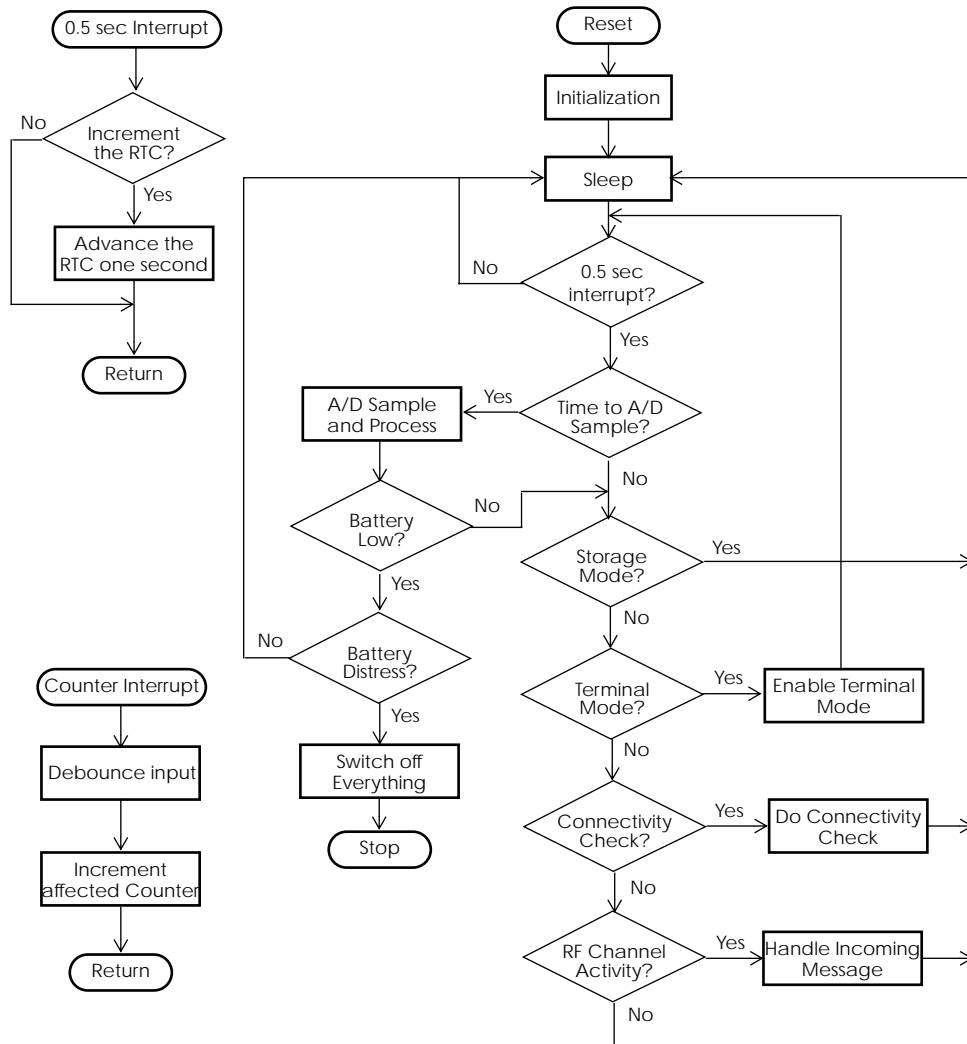 0.5 sec Interrupt
No
Increment
the RTC?
Yes
Advance the
RTC one second
Return
Reset
Initialization
Sleep
No
0.5 sec
interrupt?
Yes
A/D Sample
and Process
Yes
Time to A/D
Sample?
No
Battery
Low?
No
Storage
Mode?
Yes
Yes
No
No
Battery
Distress?
Terminal
Mode?
Yes
Enable Terminal
Mode
Yes
No
Switch off
Everything
Stop
Connectivity
Check?
Yes
Do Connectivity
Check
No
RF Channel
Activity?
Yes
Handle Incoming
Message
No
Counter Interrupt
Debounce input
Increment
affected Counter
Return